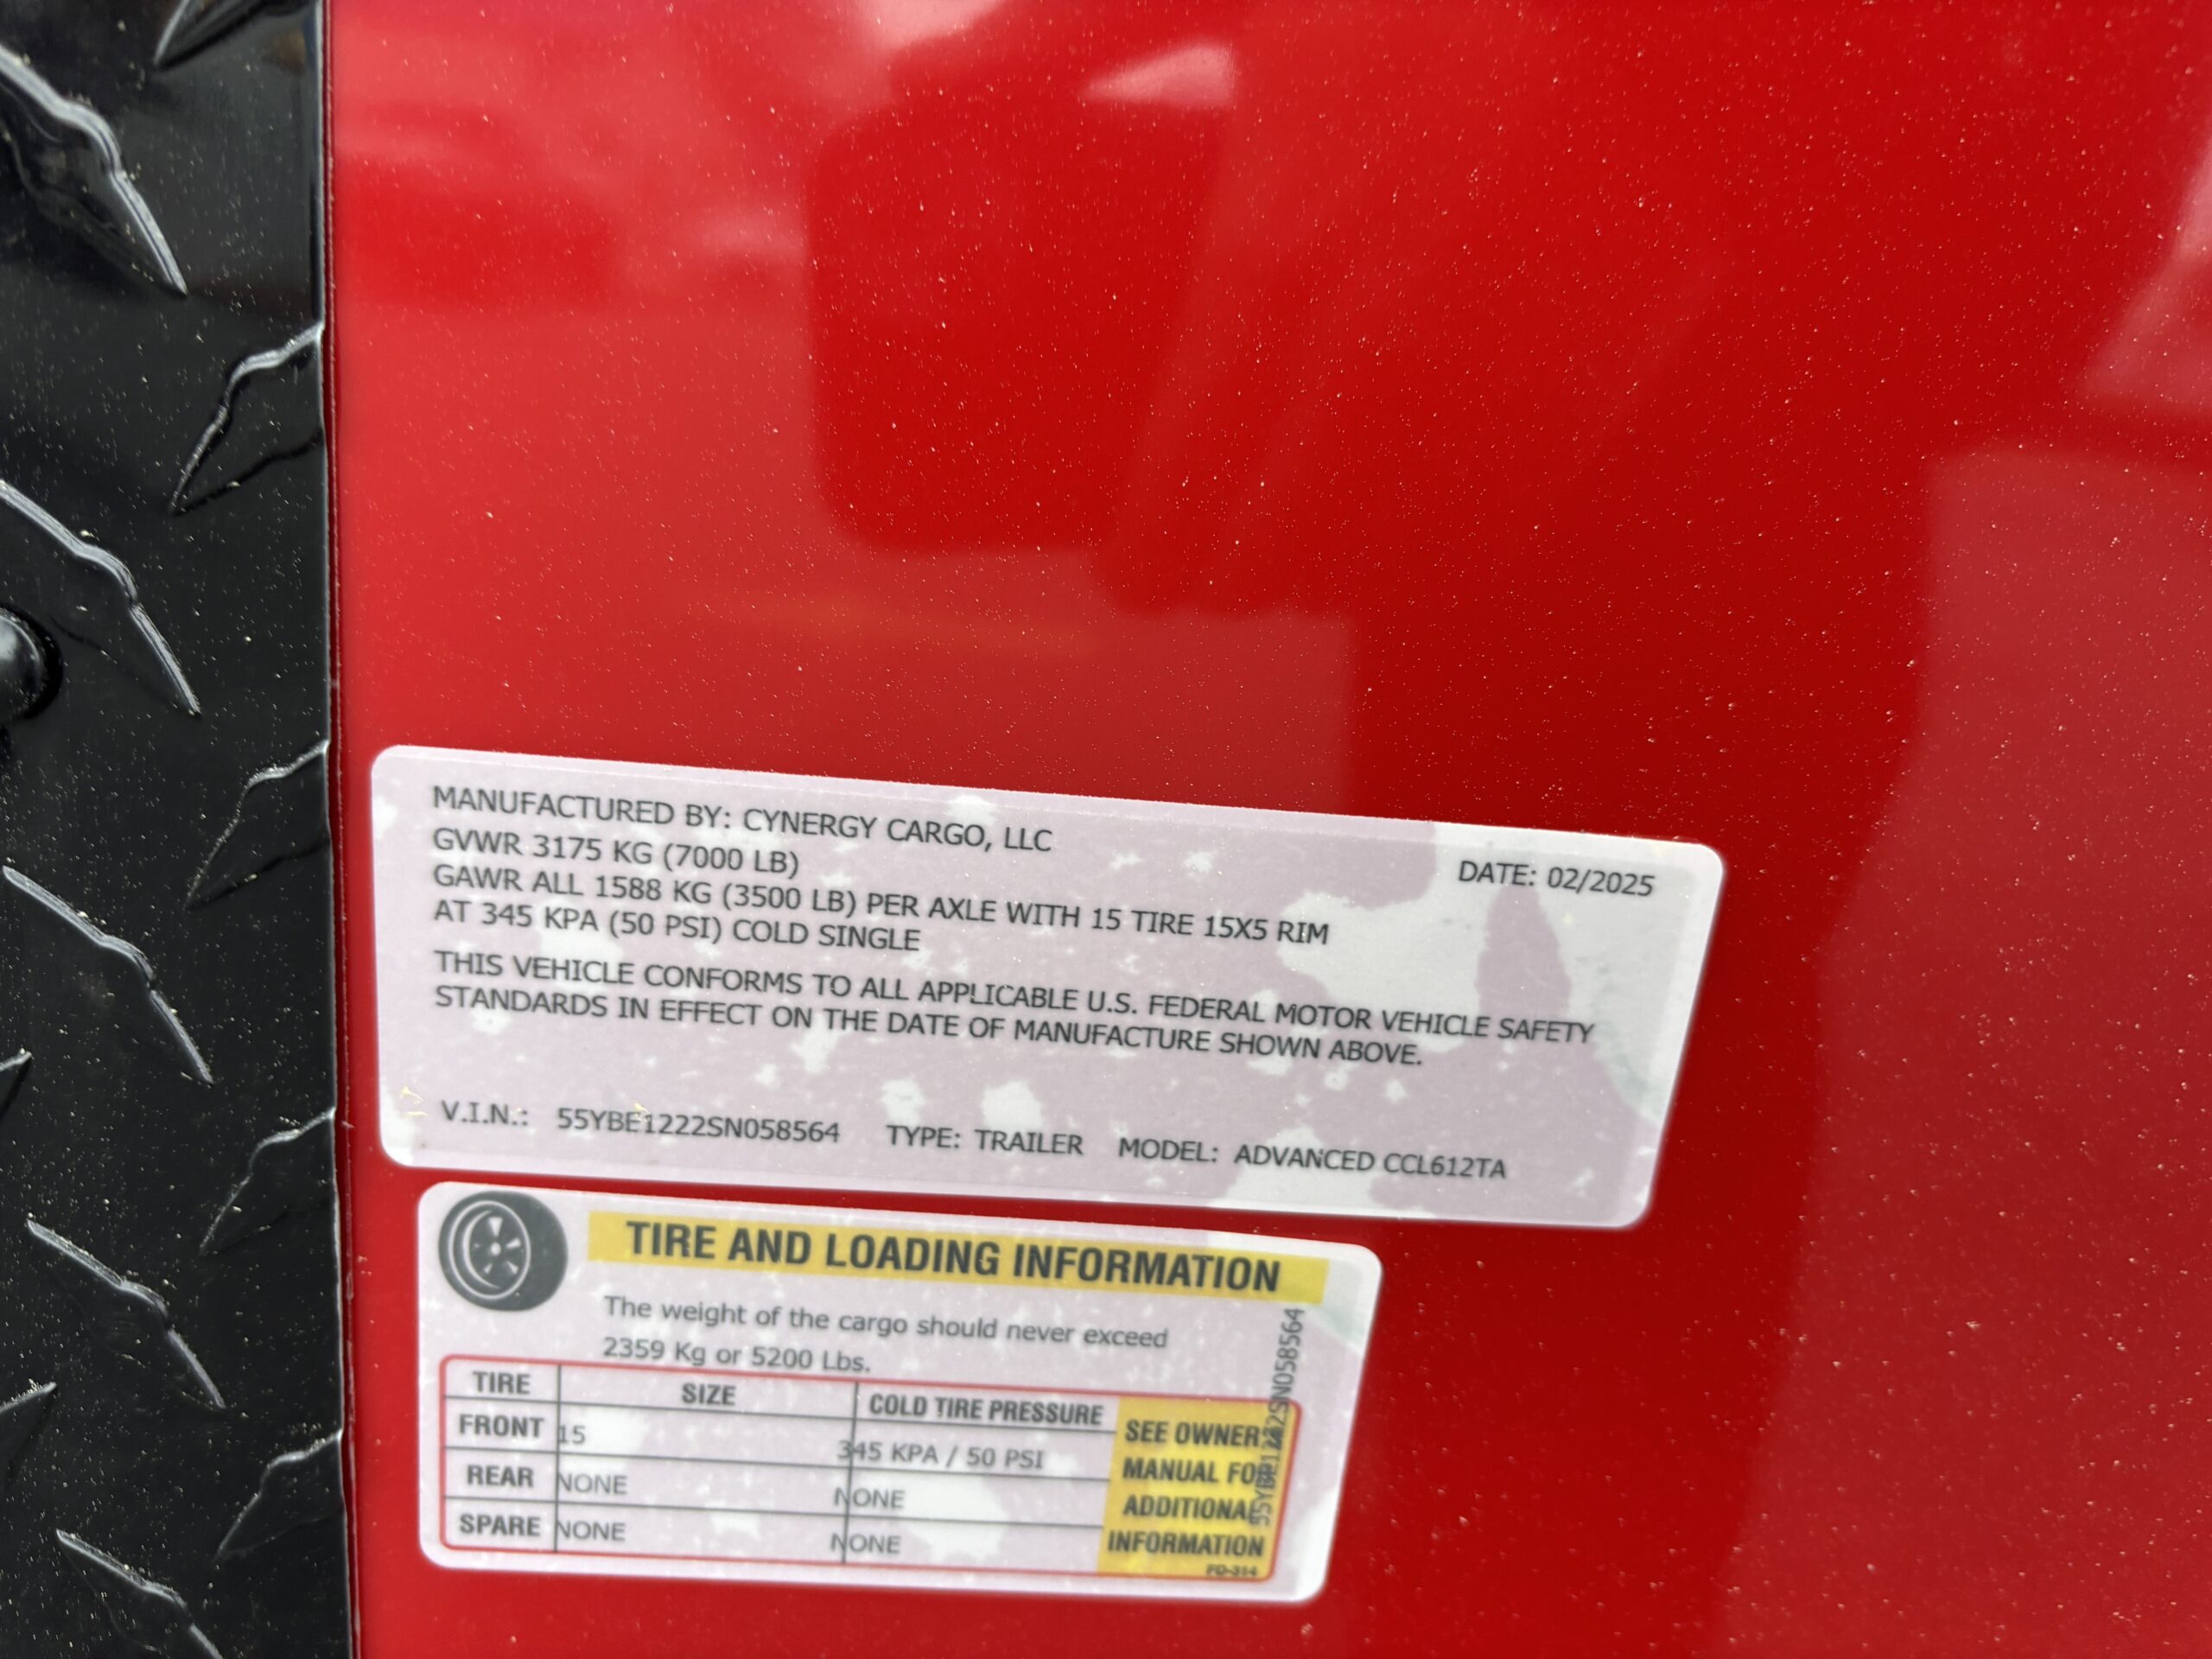 MANUFACTURED BY: CYNERGY CARGO, LLC
GVWR 3175 KG (7000 LB)
DATE: 02/2025
GAWR ALL 1588 KG (3500 LB) PER AXLE WITH 15 TIRE 15X5 RIM
AT 345 KPA (50 PSI) COLD SINGLE
THIS VEHICLE CONFORMS TO ALL APPLICABLE U.S. FEDERAL MOTOR VEHICLE SAFETY
STANDARDS IN EFFECT ON THE DATE OF MANUFACTURE SHOWN ABOVE.
V.I.N.: 55YBE1222SN058564 TYPE: TRAILER MODEL: ADVANCED CCL612TA
TIRE AND LOADING INFORMATION
The weight of the cargo should never exceed
2359 Kg or 5200 Lbs.
TIRE SIZE COLD TIRE PRESSURE
FRONT 15 345 KPA / 50 PSI
REAR NONE NONE
SPARE NONE NONE
SEE OWNER'S
MANUAL FOR
ADDITIONAL
INFORMATION
FD-314
55YBE1222SN058564